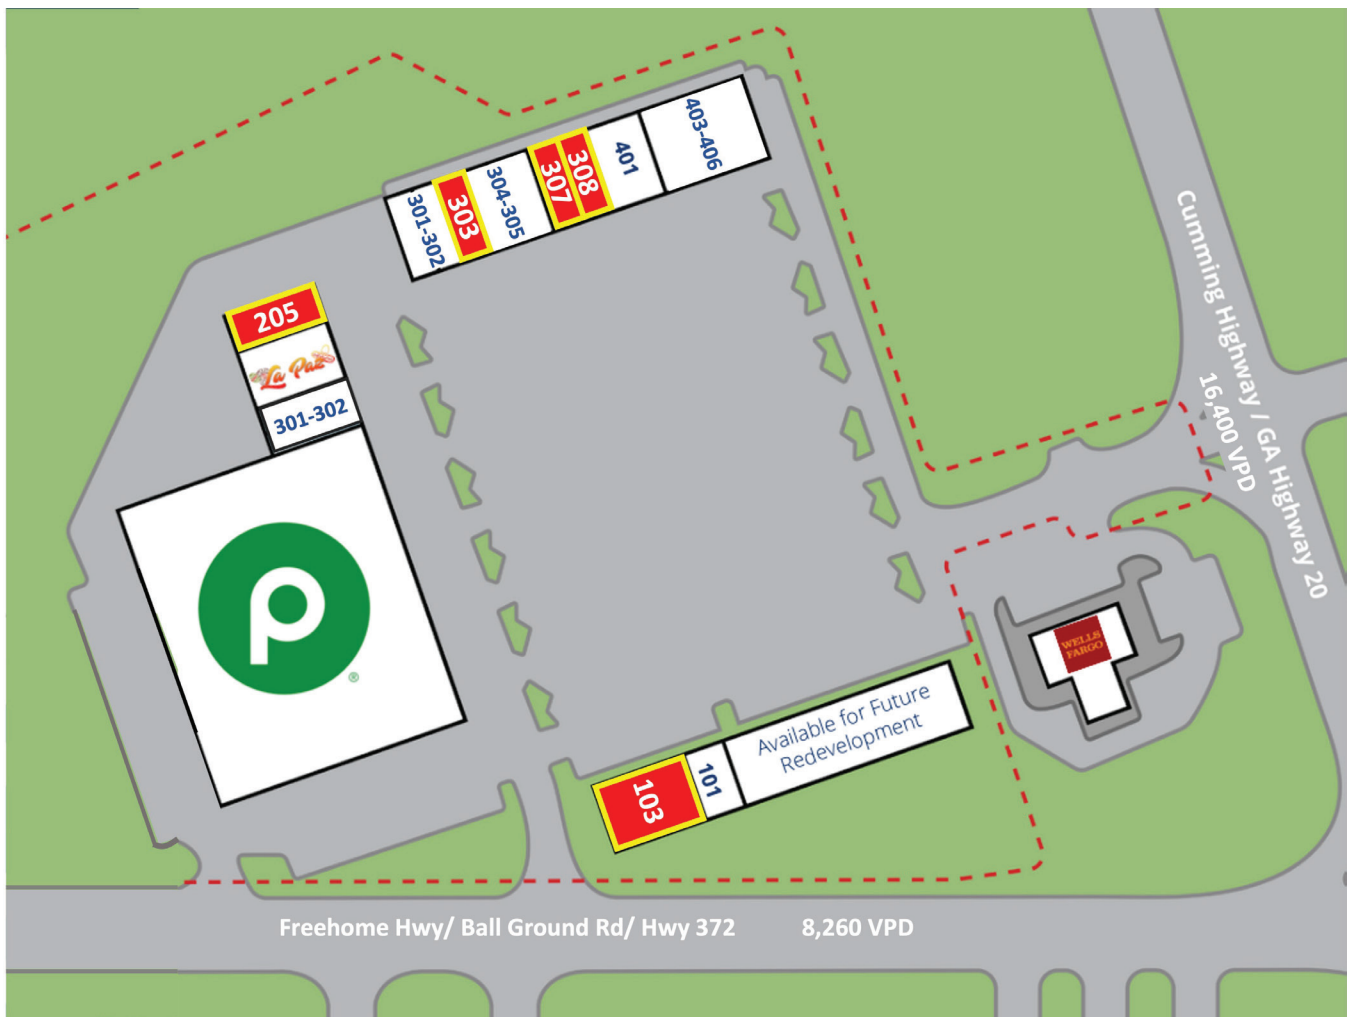 403-406
401
308
307
304-305
303
301-302
205
La Paz
301-302
p
®
Cumming Highway / GA Highway 20
16,400 VPD
WELLS
FARGO
Available for Future
Redevelopment
101
103
Freehome Hwy/ Ball Ground Rd/ Hwy 372
8,260 VPD